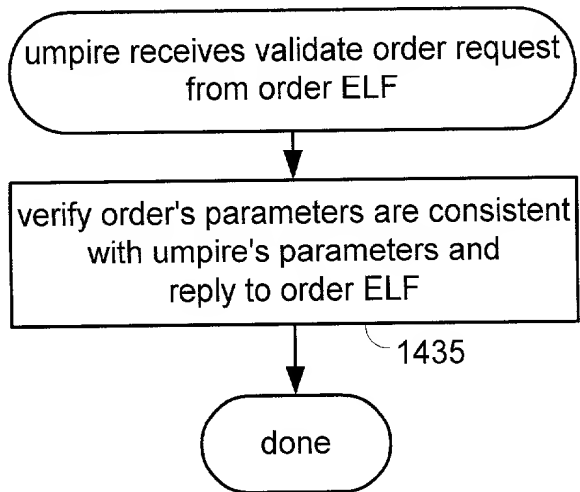 umpire receives validate order request
from order ELF
verify order's parameters are consistent
with umpire's parameters and
reply to order ELF
1435
done